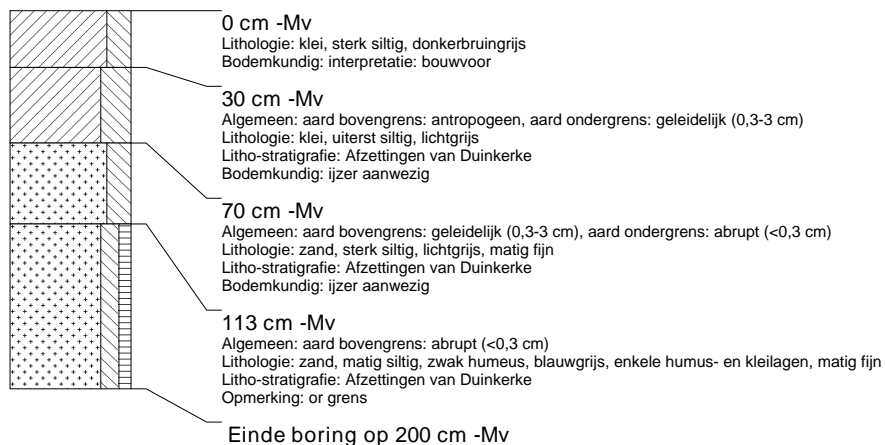 0 cm -Mv
Lithologie: klei, sterk siltig, donkerbruingrijs
Bodemkundig: interpretatie: bouwvoor
30 cm -Mv
Algemeen: aard bovengrens: antropogeen, aard ondergrens: geleidelijk (0,3-3 cm)
Lithologie: klei, uiterst siltig, lichtgrijs
Litho-stratigrafie: Afzettingen van Duinkerke
Bodemkundig: ijzer aanwezig
70 cm -Mv
Algemeen: aard bovengrens: geleidelijk (0,3-3 cm), aard ondergrens: abrupt (<0,3 cm)
Lithologie: zand, sterk siltig, lichtgrijs, matig fijn
Litho-stratigrafie: Afzettingen van Duinkerke
Bodemkundig: ijzer aanwezig
113 cm -Mv
Algemeen: aard bovengrens: abrupt (<0,3 cm)
Lithologie: zand, matig siltig, zwak humeus, blauwgrijs, enkele humus- en kleilagen, matig fijn
Litho-stratigrafie: Afzettingen van Duinkerke
Opmerking: or grens
Einde boring op 200 cm -Mv